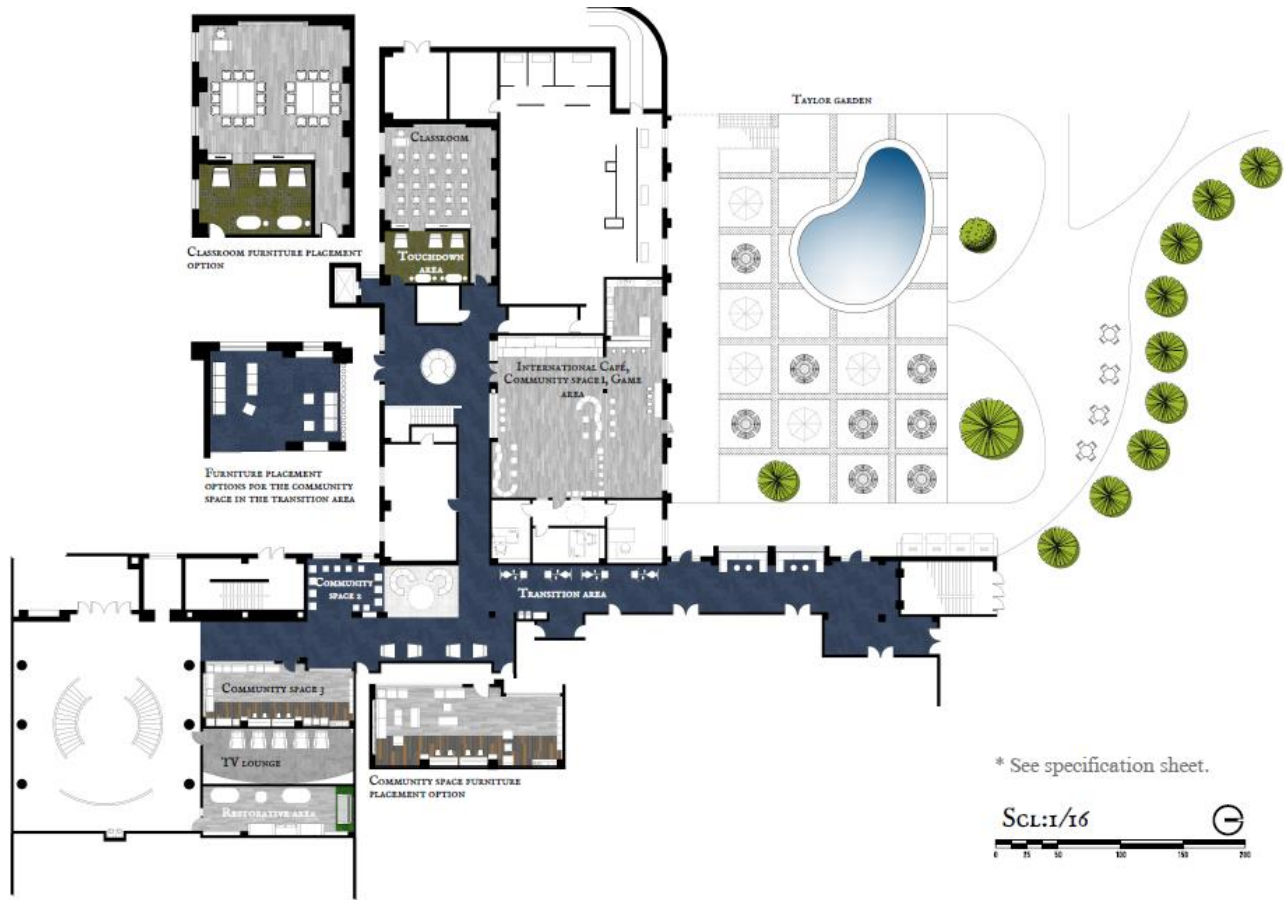 Taylor garden
Classroom
Classroom furniture placement
option
Touchdown
area
International Café,
Community space 1, Game
area
Furniture placement
options for the community
space in the transition area
Community
space 2
Transition area
Community space 3
TV lounge
Restorative area
Community space furniture
placement option
* See specification sheet.
Scl:1/16
0 25 50 100 150 200